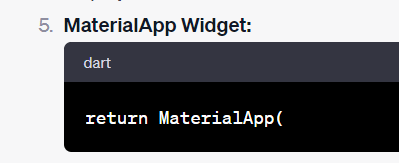 5. MaterialApp Widget:
dart
return MaterialApp(